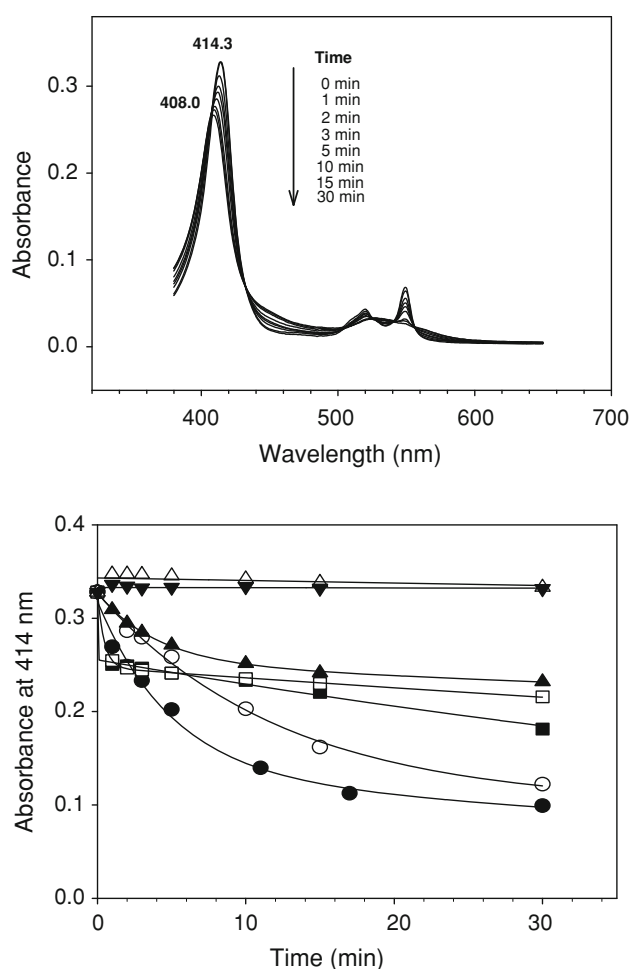 414.3
408.0
Time
0 min
1 min
2 min
3 min
5 min
10 min
15 min
30 min
0.3
0.2
0.1
0.0
Absorbance
400
500
600
700
Wavelength (nm)
0.4
0.3
0.2
0.1
0.0
Absorbance at 414 nm
0
10
20
30
Time (min)